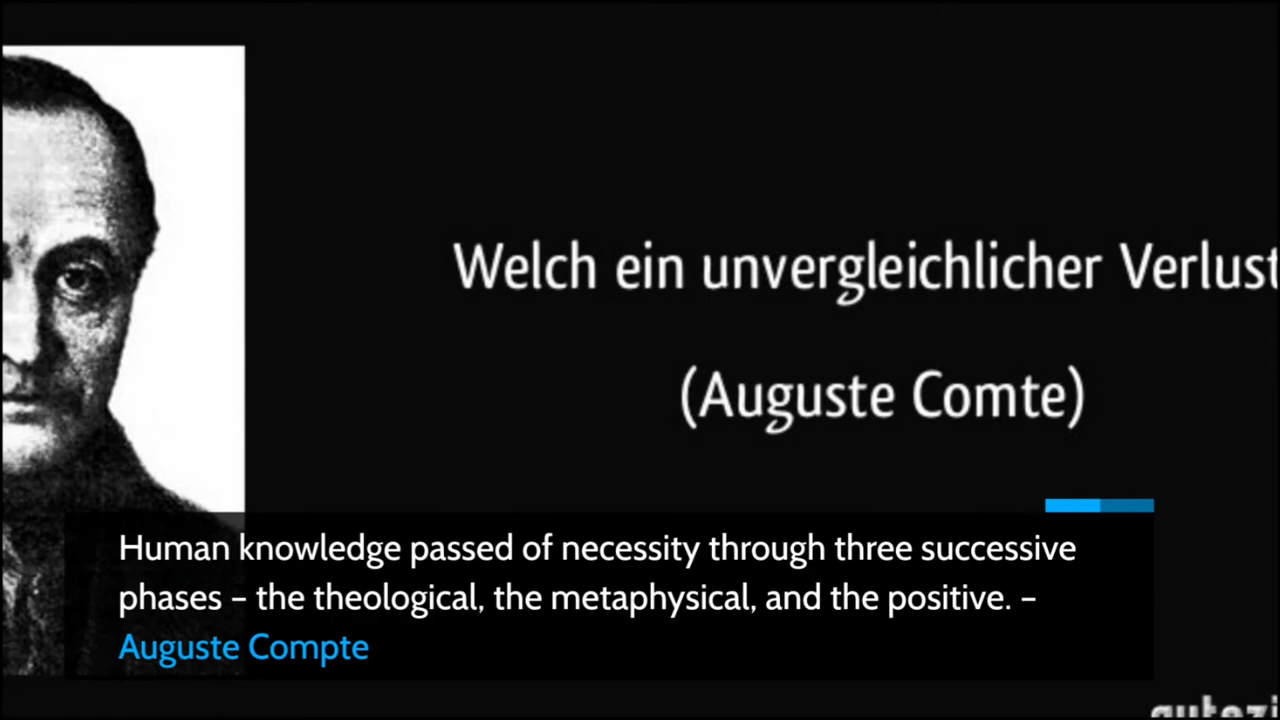 Welch ein unvergleichlicher Verlust
(Auguste Comte)
Human knowledge passed of necessity through three successive
phases – the theological, the metaphysical, and the positive. –
Auguste Compte